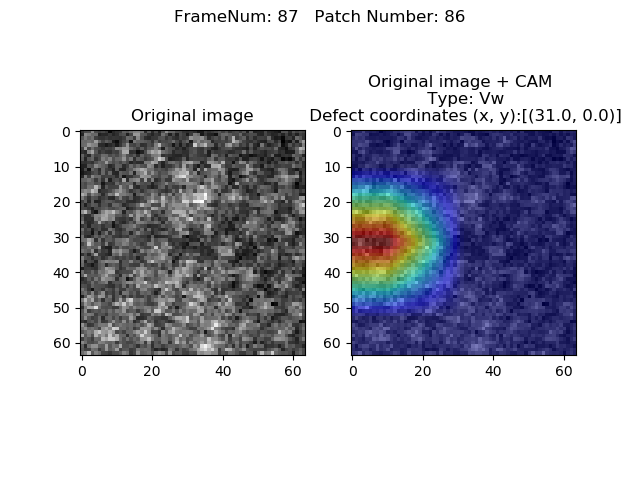 FrameNum: 87   Patch Number: 86
Original image
0
10
20
30
40
50
60
0 20 40 60
Original image + CAM
Type: Vw
Defect coordinates (x, y):[(31.0, 0.0)]
0
10
20
30
40
50
60
0 20 40 60